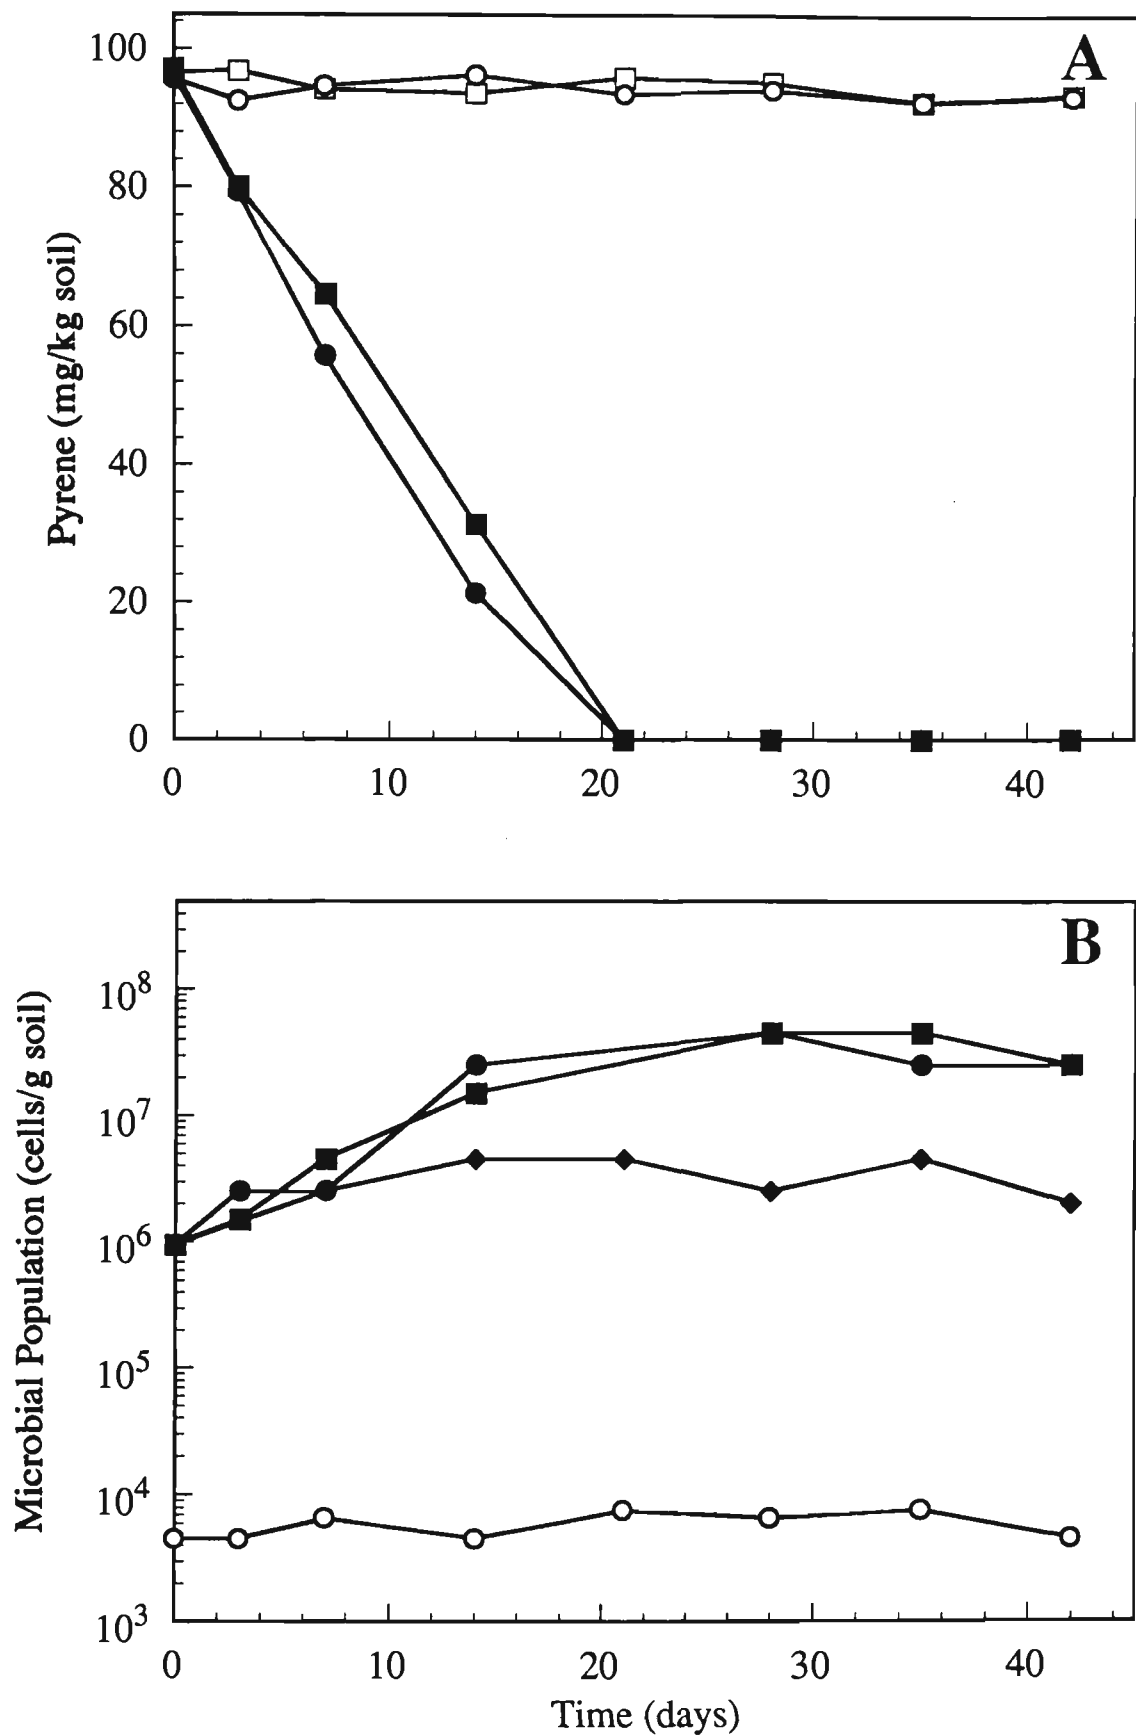 A
Pyrene (mg/kg soil)
100
80
60
40
20
0
0 10 20 30 40
B
Microbial Population (cells/g soil)
10⁸
10⁷
10⁶
10⁵
10⁴
10³
0 10 20 30 40
Time (days)